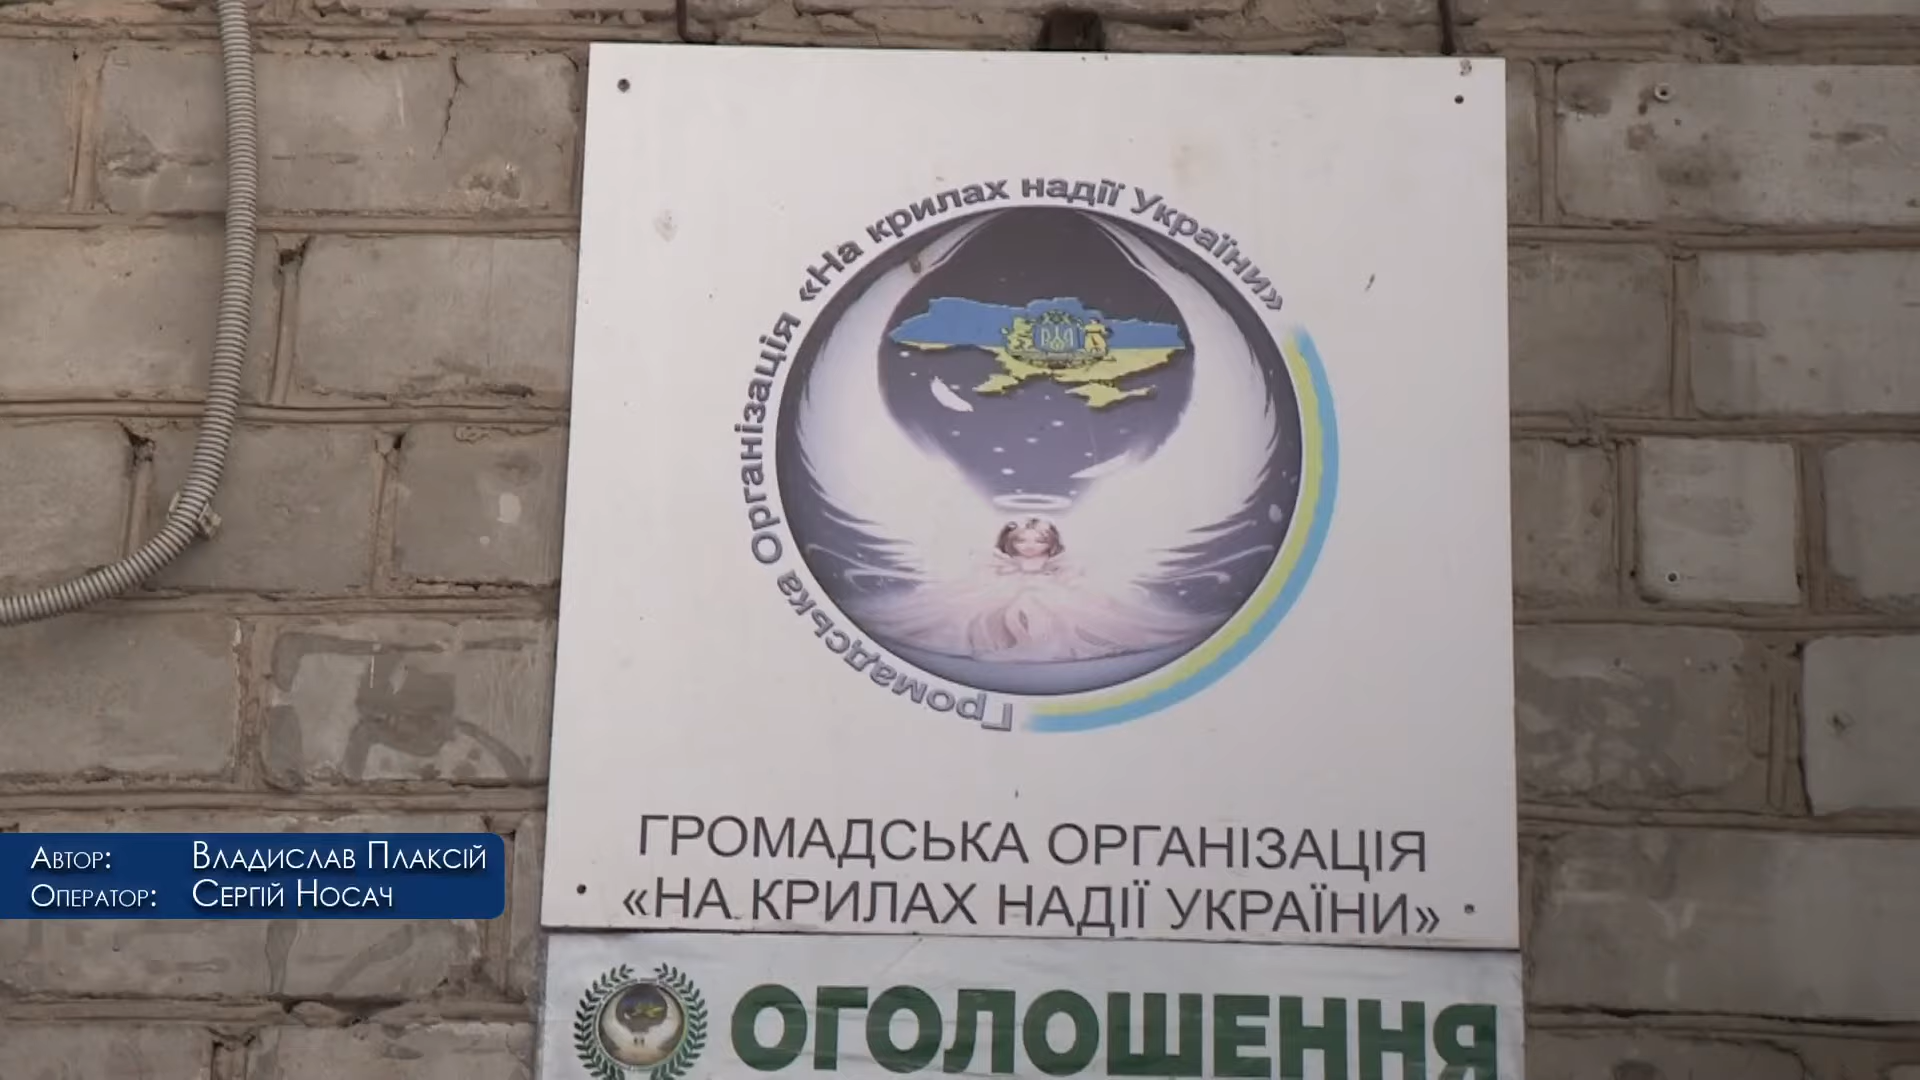 Громадська Організація «На крилах надії України»
ГРОМАДСЬКА ОРГАНІЗАЦІЯ
«НА КРИЛАХ НАДІЇ УКРАЇНИ»
ОГОЛОШЕННЯ
Автор: Владислав Плаксій
Оператор: Сергій Носач